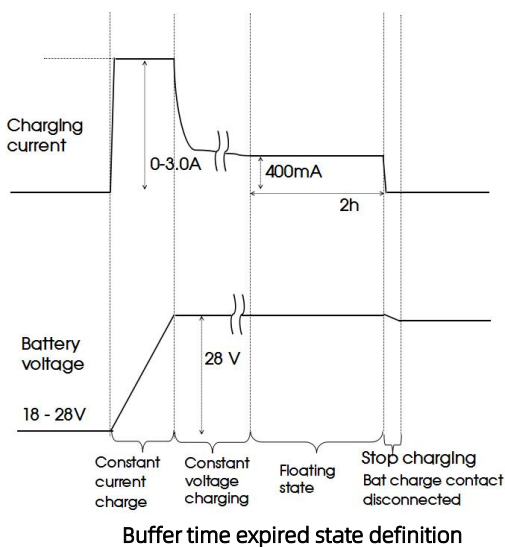 Charging
current
0-3.0A
400mA
2h
Battery
voltage
28 V
18 - 28V
Constant
current
charge
Constant
voltage
charging
Floating
state
Stop charging
Bat charge contact
disconnected
Buffer time expired state definition